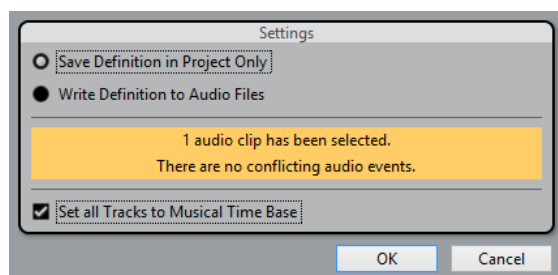 Settings
Save Definition in Project Only
Write Definition to Audio Files
1 audio clip has been selected.
There are no conflicting audio events.
Set all Tracks to Musical Time Base
OK
Cancel